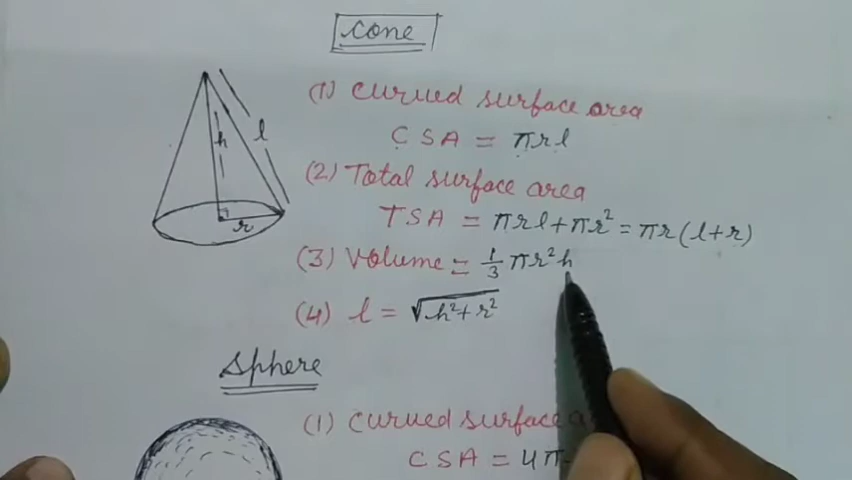 Cone
(1) Curved surface area
CSA = πrl
h
l
r
(2) Total surface area
TSA = πrl + πr² = πr(l+r)
(3) Volume = 1/3 πr²h
(4) l = √h²+r²
Sphere
(1) Curved surface
CSA = 4π